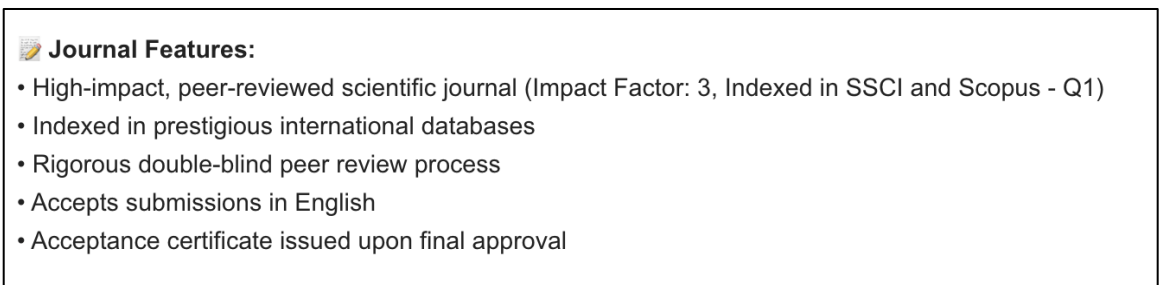 📝 Journal Features:
• High-impact, peer-reviewed scientific journal (Impact Factor: 3, Indexed in SSCI and Scopus - Q1)
• Indexed in prestigious international databases
• Rigorous double-blind peer review process
• Accepts submissions in English
• Acceptance certificate issued upon final approval